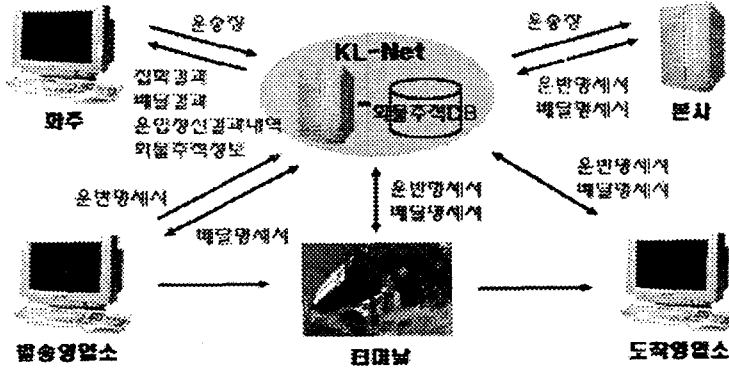 운송장
운송장
KL-Net
집학결과
배달결과
운임정산결과내역
화물추적정보
화물추적DB
운반명세서
배달명세서
화주
본사
운반명세서
배달명세서
운반명세서
배달명세서
운반명세서
배달명세서
발송영업소
터미날
도착영업소